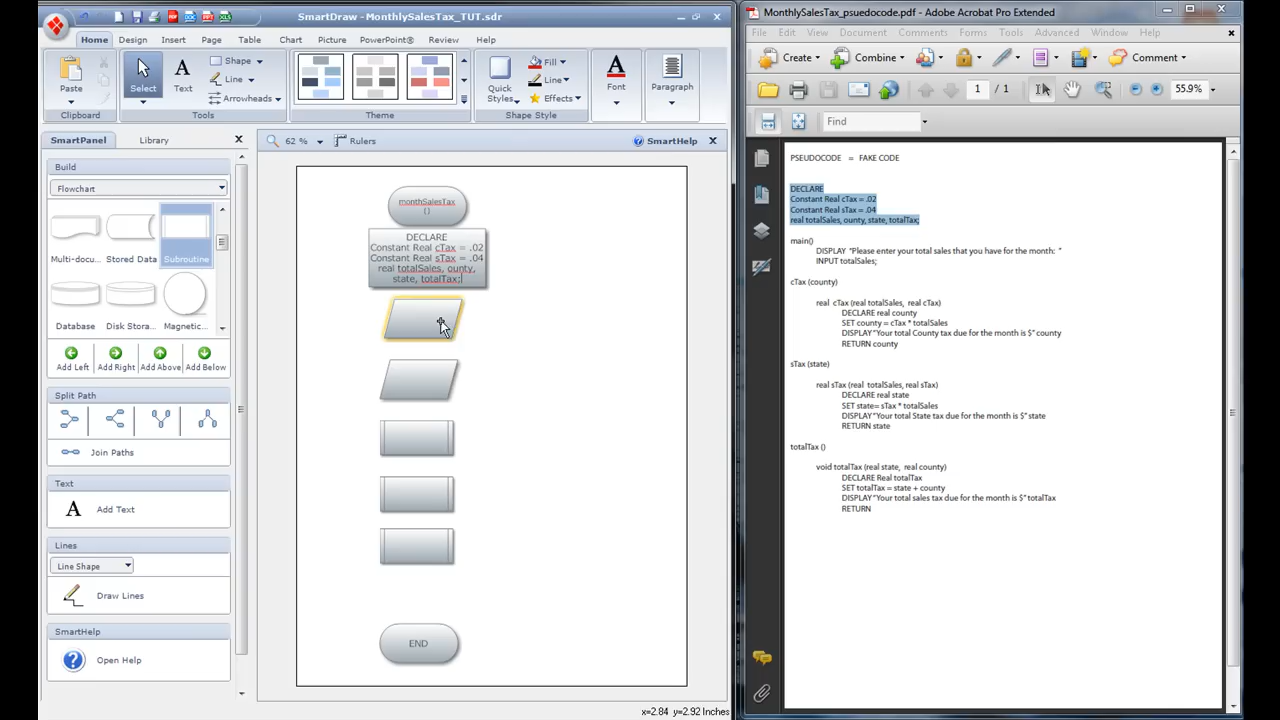 SmartDraw - MonthlySalesTax_TUT.sdr
Home Design Insert Page Table Chart Picture PowerPoint® Review Help
Paste
Clipboard
Select
Text
Shape
Line
Arrowheads
Tools
Theme
Quick
Styles
Fill
Line
Effects
Shape Style
Font
Paragraph
SmartPanel Library
62 % Rulers
SmartHelp
Build
Flowchart
Multi-docu... Stored Data Subroutine
Database Disk Stora... Magnetic...
Add Left Add Right Add Above Add Below
Split Path
Join Paths
Text
Add Text
Lines
Line Shape
Draw Lines
SmartHelp
Open Help
monthSalesTax
()
DECLARE
Constant Real cTax = .02
Constant Real sTax = .04
real totalSales, ounty,
state, totalTax;
END
x=2.84 y=2.92 Inches
MonthlySalesTax_psuedocode.pdf - Adobe Acrobat Pro Extended
File Edit View Document Comments Forms Tools Advanced Window Help
Create Combine Comment
1 / 1 55.9%
Find
PSEUDOCODE = FAKE CODE
DECLARE
Constant Real cTax = .02
Constant Real sTax = .04
real totalSales, ounty, state, totalTax;
main()
DISPLAY "Please enter your total sales that you have for the month: "
INPUT totalSales;
cTax (county)
real cTax (real totalSales, real cTax)
DECLARE real county
SET county = cTax * totalSales
DISPLAY "Your total County tax due for the month is $" county
RETURN county
sTax (state)
real sTax (real totalSales, real sTax)
DECLARE real state
SET state= sTax * totalSales
DISPLAY "Your total State tax due for the month is $" state
RETURN state
totalTax ()
void totalTax (real state, real county)
DECLARE Real totalTax
SET totalTax = state + county
DISPLAY "Your total sales tax due for the month is $" totalTax
RETURN